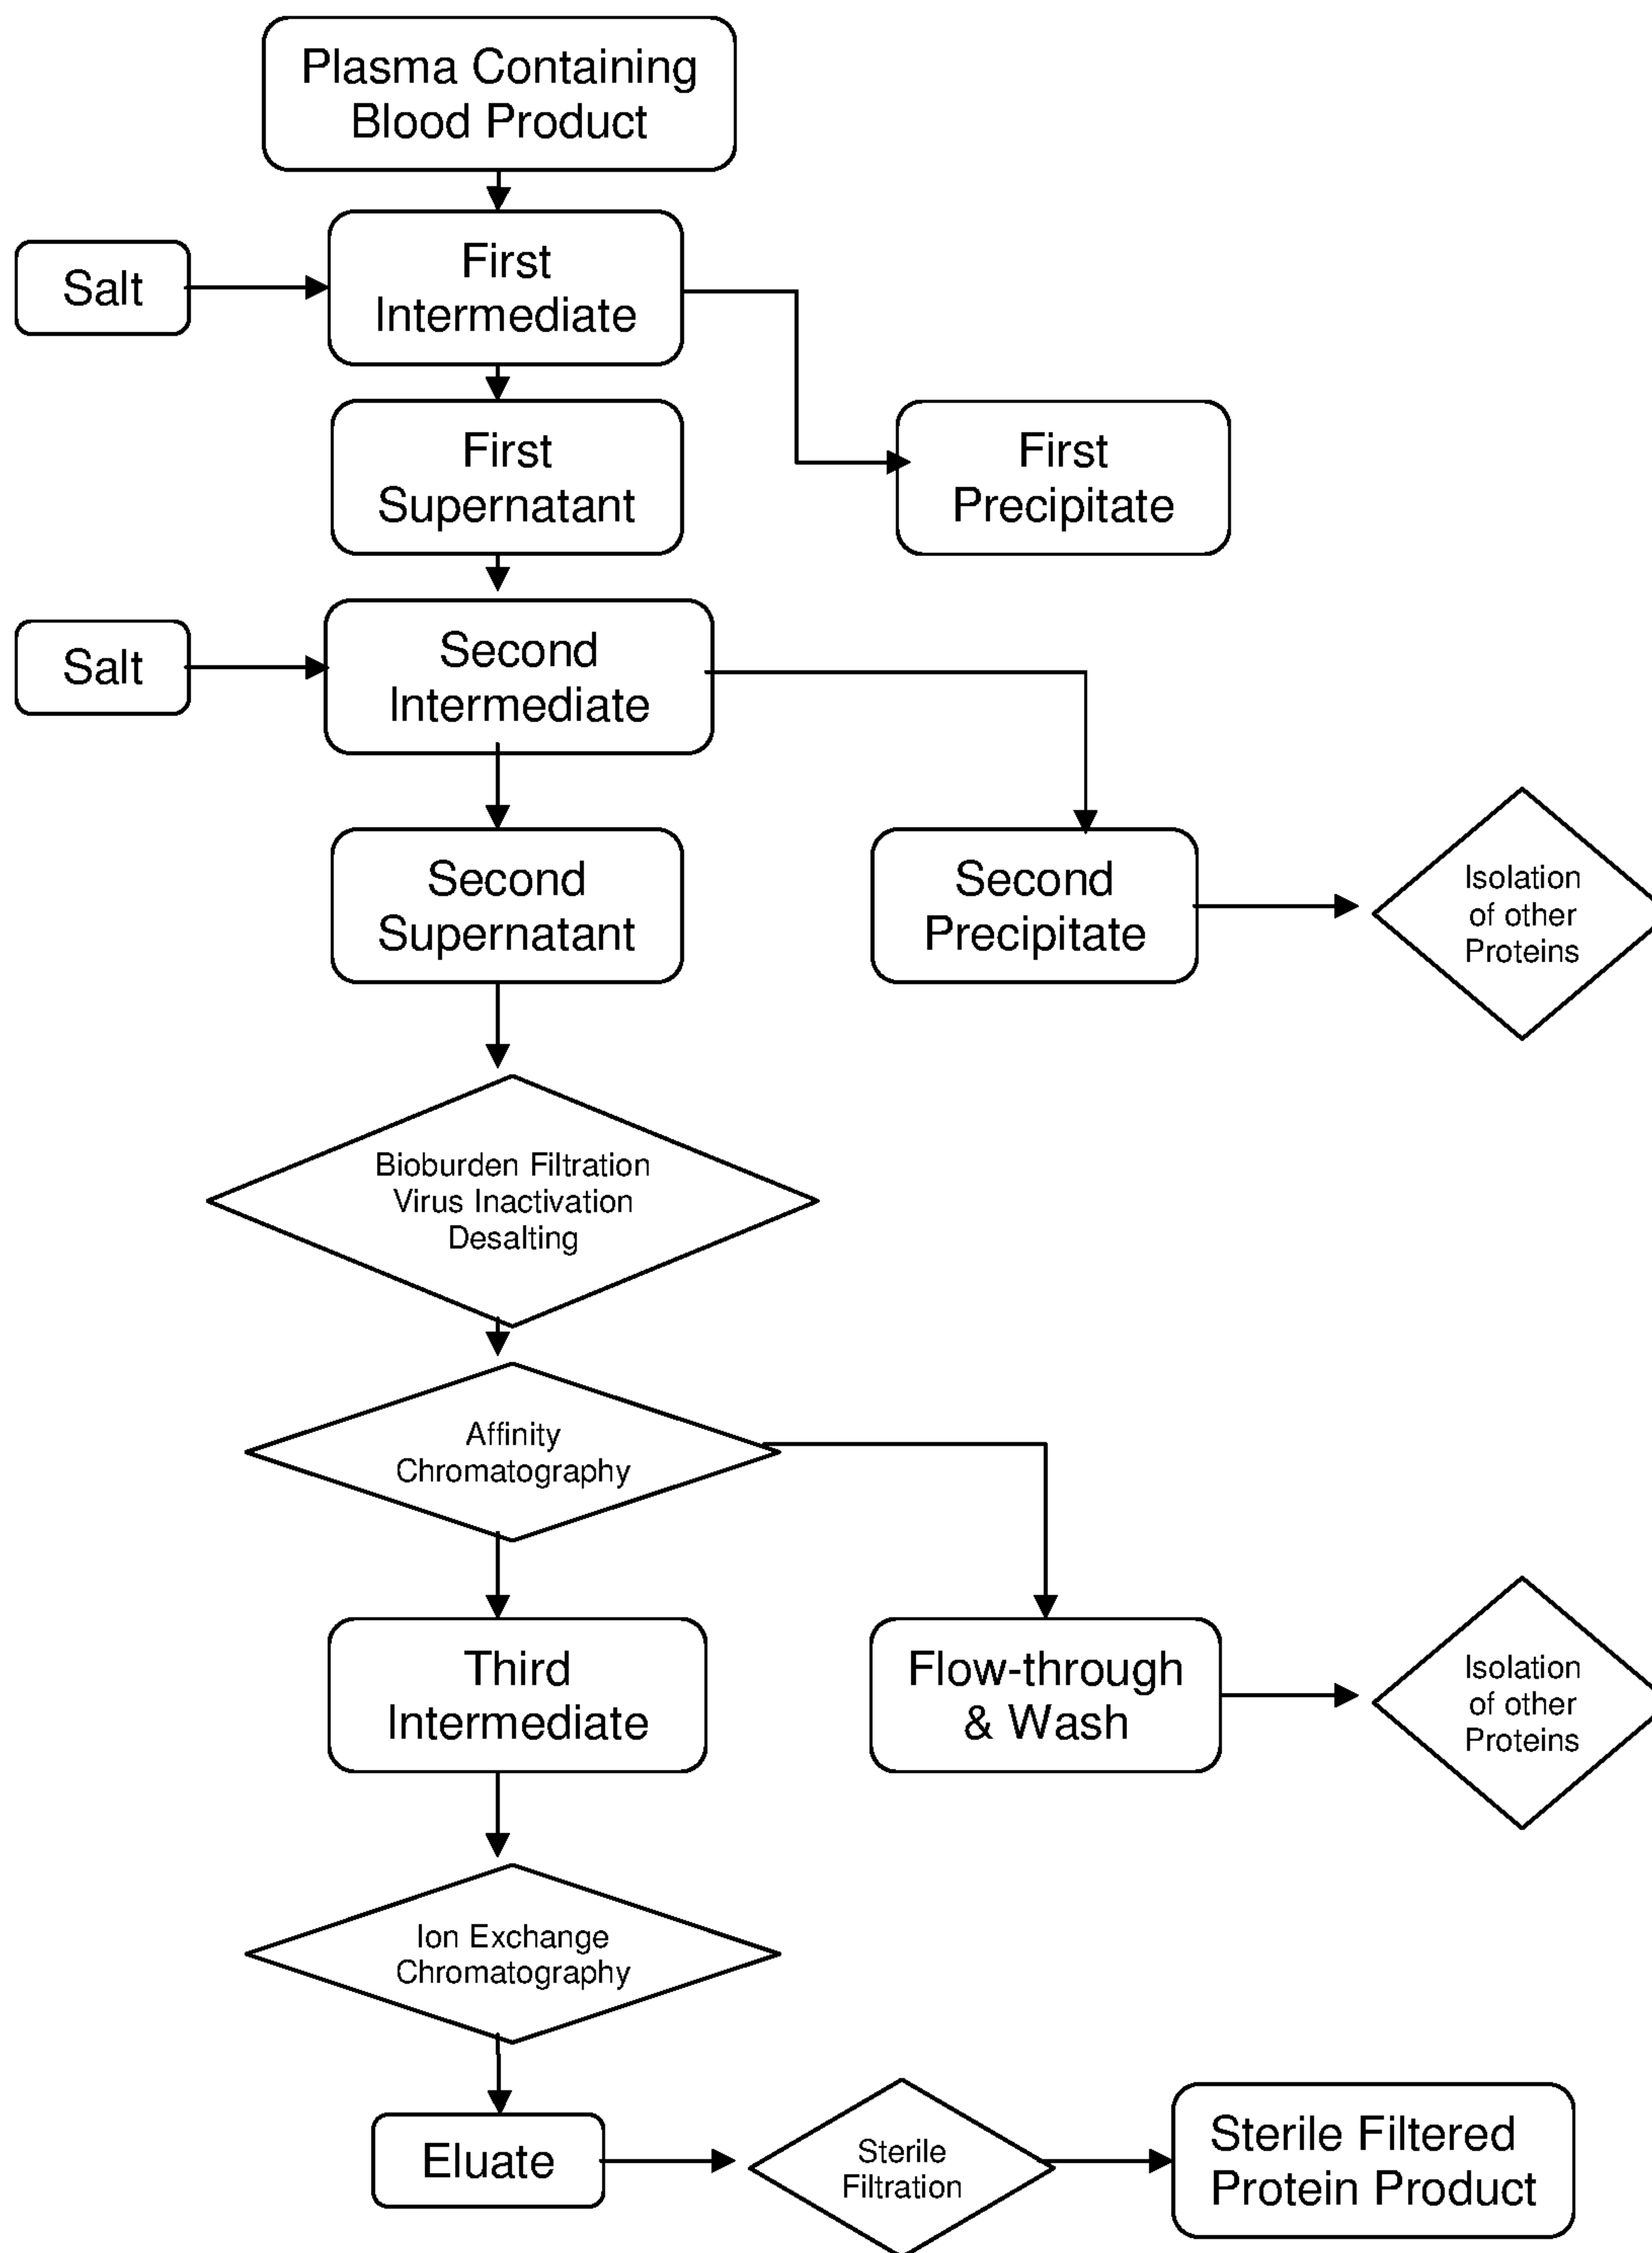 Plasma Containing
Blood Product
Salt
First
Intermediate
First
Supernatant
First
Precipitate
Salt
Second
Intermediate
Second
Supernatant
Second
Precipitate
Isolation
of other
Proteins
Bioburden Filtration
Virus Inactivation
Desalting
Affinity
Chromatography
Third
Intermediate
Flow-through
& Wash
Isolation
of other
Proteins
Ion Exchange
Chromatography
Eluate
Sterile
Filtration
Sterile Filtered
Protein Product